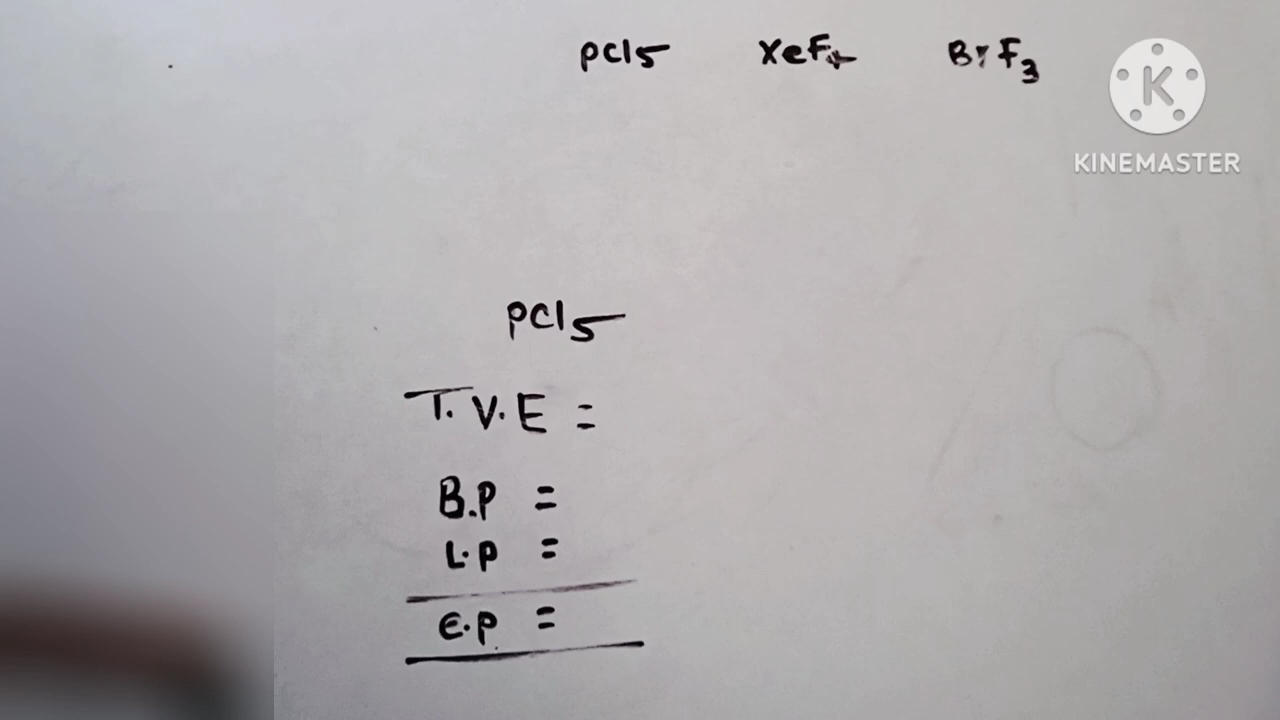 pcl5 XeF4 BrF3
K
KINEMASTER
pcl5
T.V.E =
B.P =
L.P =
E.P =